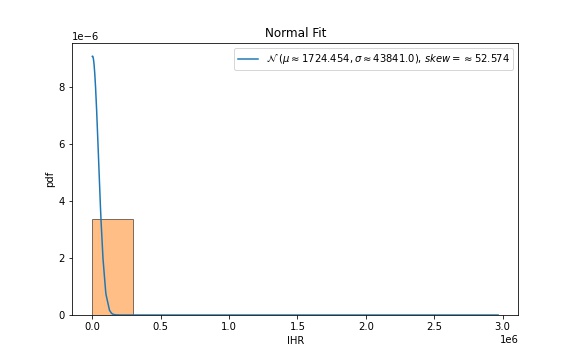 Normal Fit
1e−6
𝒩(μ ≈ 1724.454, σ ≈ 43841.0), skew = ≈ 52.574
8
6
4
2
0
pdf
0.0 0.5 1.0 1.5 2.0 2.5 3.0
IHR
1e6